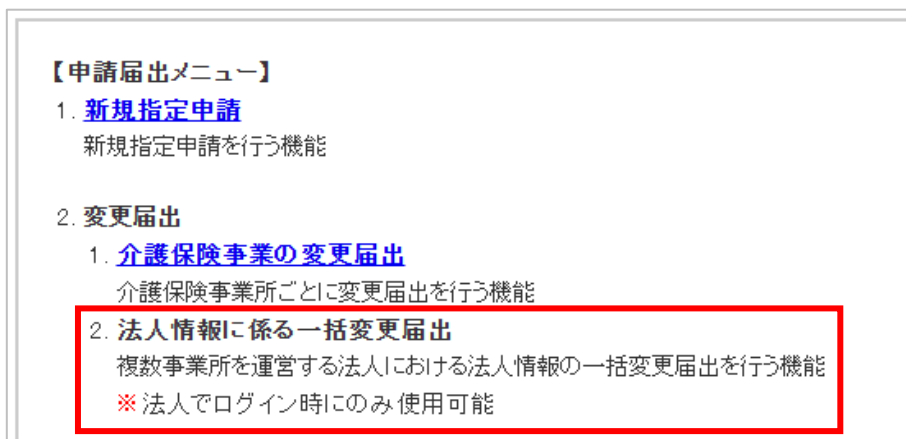 【申請届出メニュー】
1. 新規指定申請
新規指定申請を行う機能
2. 変更届出
1. 介護保険事業の変更届出
介護保険事業所ごとに変更届出を行う機能
2. 法人情報に係る一括変更届出
複数事業所を運営する法人における法人情報の一括変更届出を行う機能
※法人でログイン時にのみ使用可能